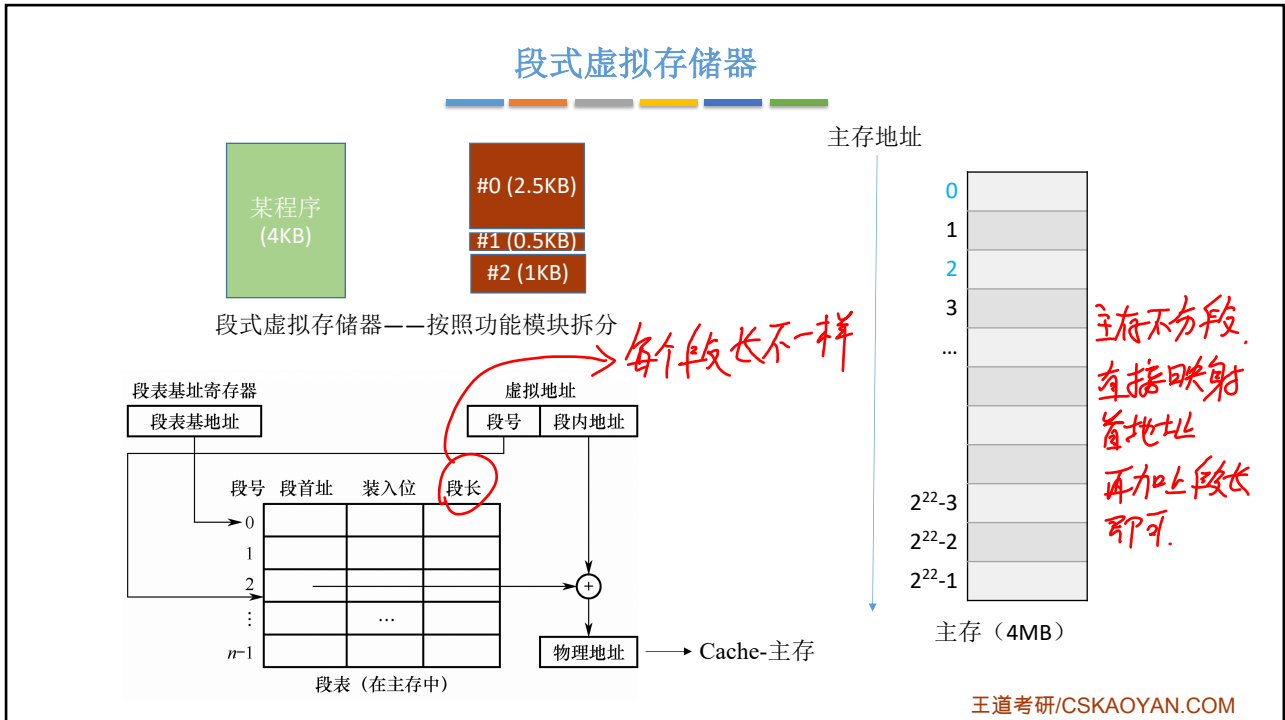 段式虚拟存储器
某程序
(4KB)
#0 (2.5KB)
#1 (0.5KB)
#2 (1KB)
段式虚拟存储器——按照功能模块拆分
每个段长不一样
段表基址寄存器
段表基地址
虚拟地址
段号 段内地址
段号 段首址 装入位 段长
0
1
2
⋮ …
n-1
段表（在主存中）
+
物理地址
Cache-主存
主存地址
0
1
2
3
...
2²²-3
2²²-2
2²²-1
主存（4MB）
主存不分段.
直接映射
首地址
再加上段长
即可.
王道考研/CSKAOYAN.COM